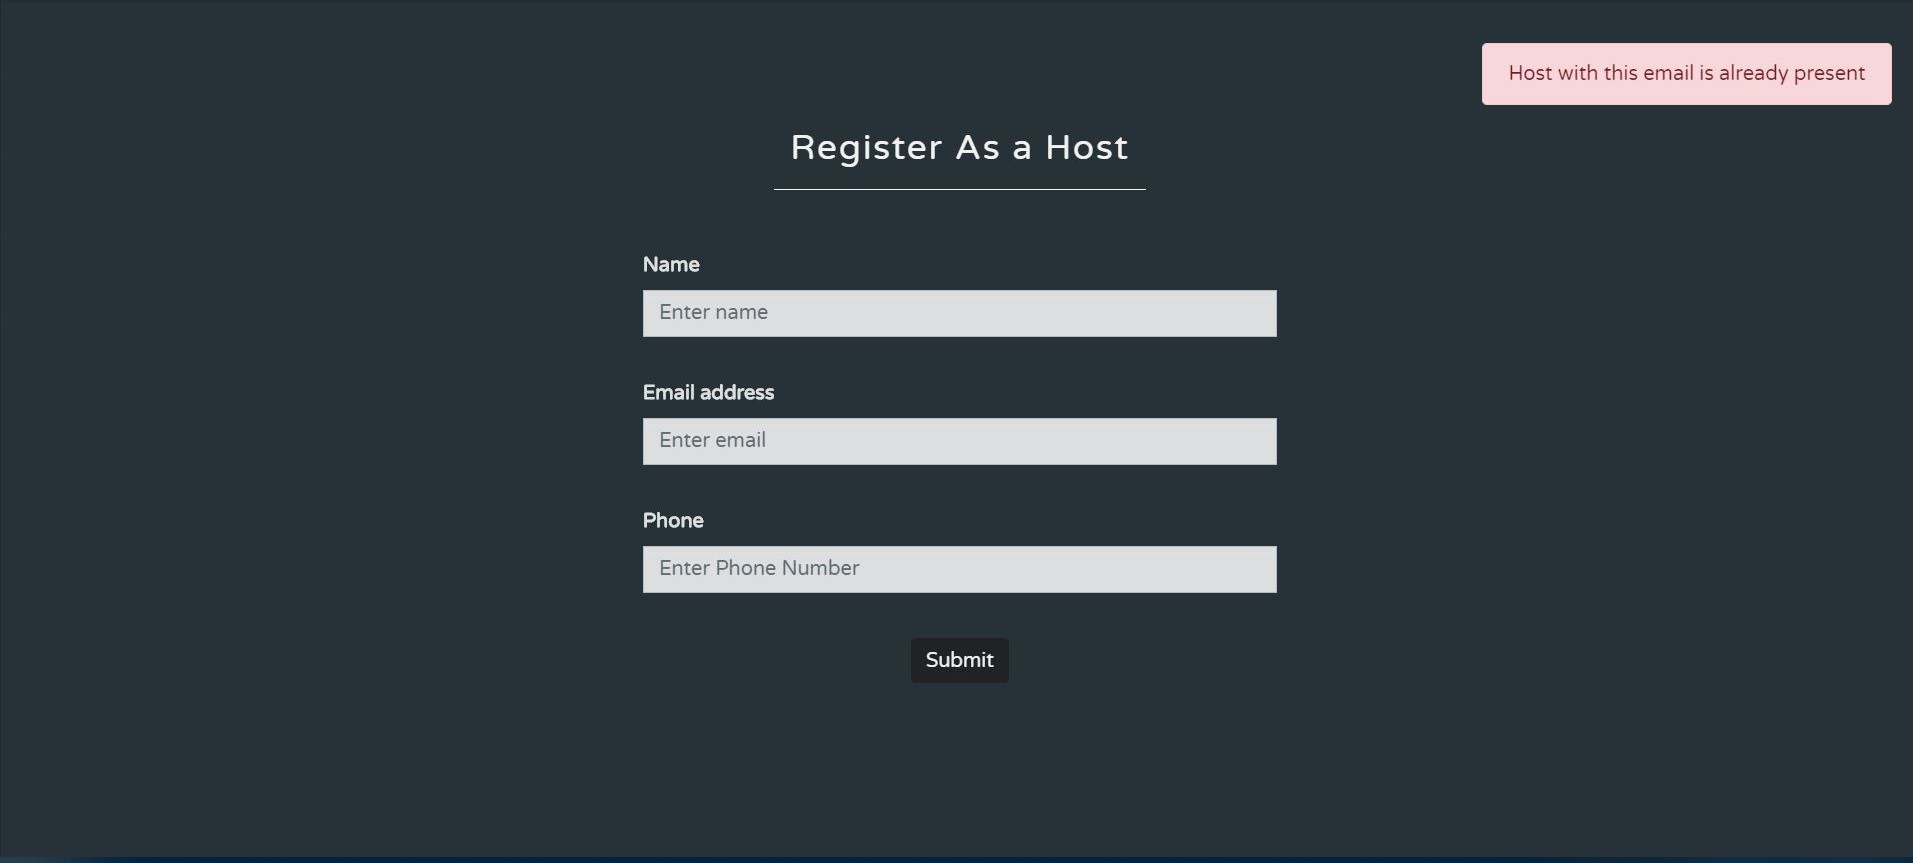 Host with this email is already present
Register As a Host
Name
Enter name
Email address
Enter email
Phone
Enter Phone Number
Submit